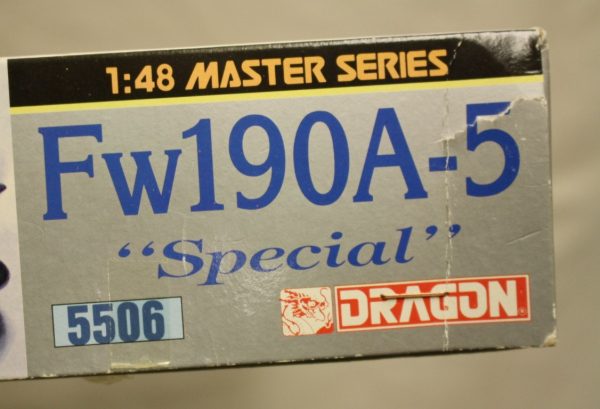 1:48 MASTER SERIES
Fw190A-5
“Special”
5506
DRAGON